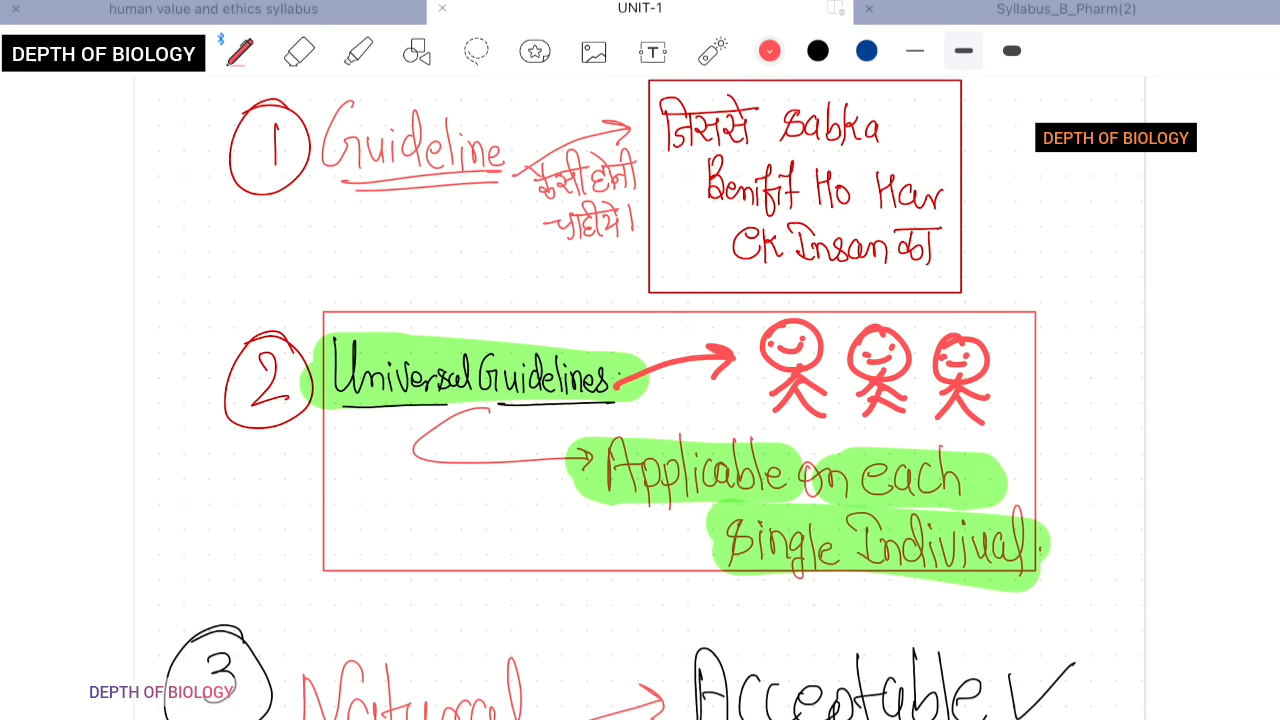 human value and ethics syllabus
UNIT-1
Syllabus_B_Pharm(2)
DEPTH OF BIOLOGY
DEPTH OF BIOLOGY
1 Guideline
कैसी होनी
चाहीये।
जिससे Sabka
Benifit Ho Har
Ek Insan का
2 Universal Guidelines.
Applicable on each
Single Indiviual.
3 Natural
Acceptable
DEPTH OF BIOLOGY